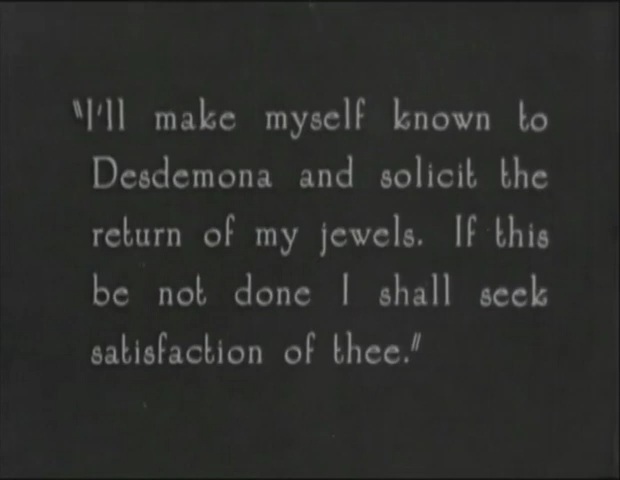 "I'll make myself known to
Desdemona and solicit the
return of my jewels. If this
be not done I shall seek
satisfaction of thee."